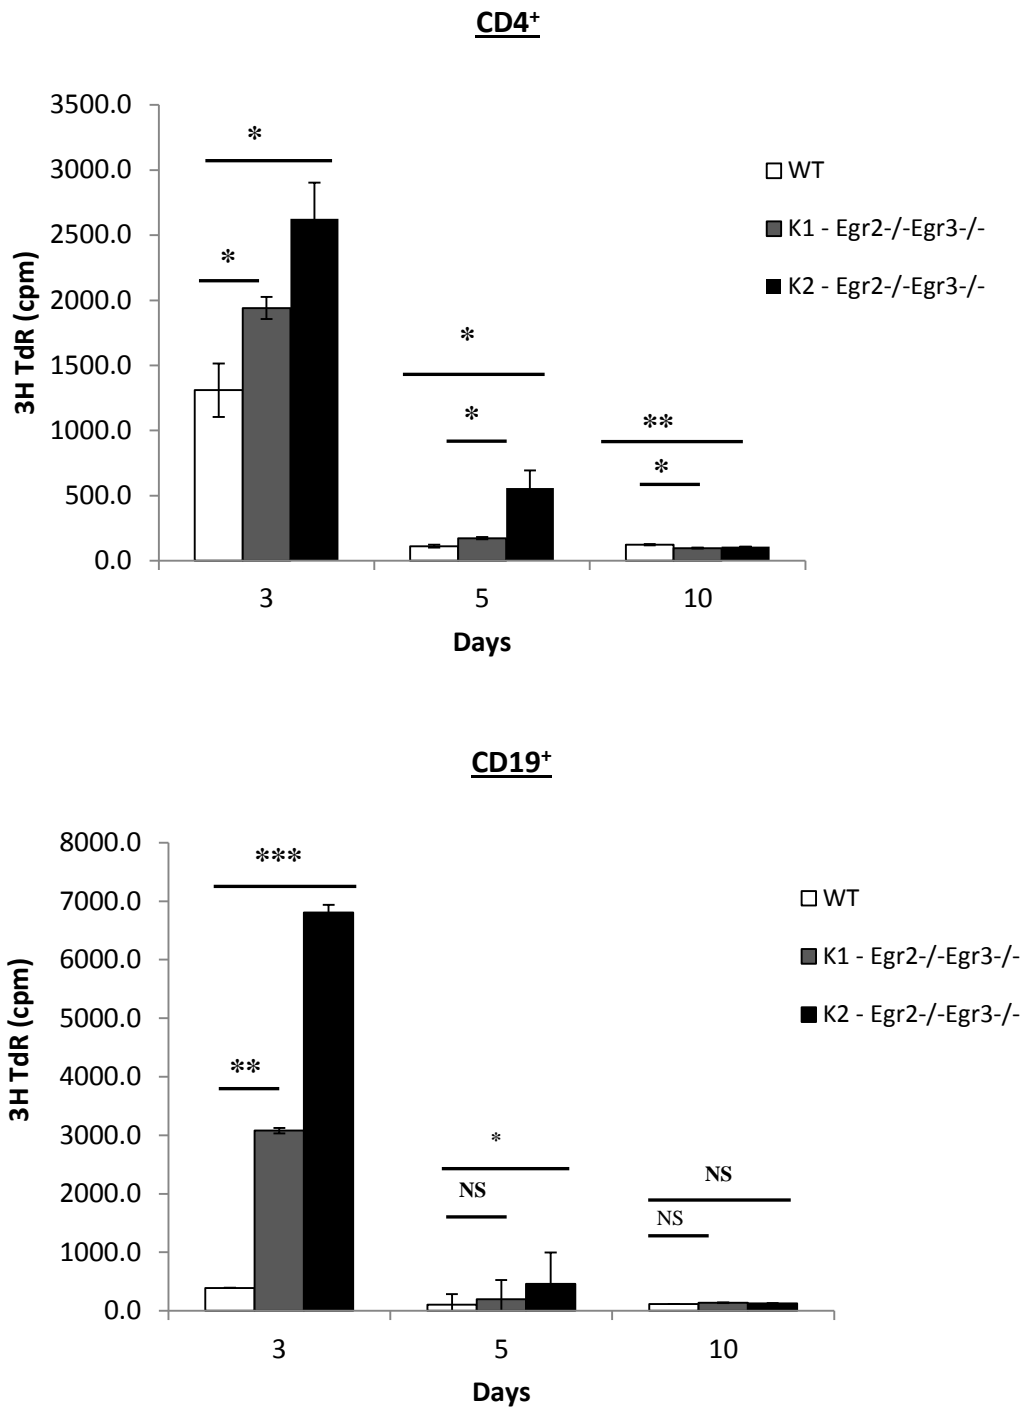 CD4+
3500.0
3000.0
2500.0
2000.0
1500.0
1000.0
500.0
0.0
3H TdR (cpm)
*
*
*
*
**
*
3
5
10
Days
WT
K1 - Egr2-/-Egr3-/-
K2 - Egr2-/-Egr3-/-
CD19+
8000.0
7000.0
6000.0
5000.0
4000.0
3000.0
2000.0
1000.0
0.0
3H TdR (cpm)
***
**
*
NS
NS
NS
3
5
10
Days
WT
K1 - Egr2-/-Egr3-/-
K2 - Egr2-/-Egr3-/-